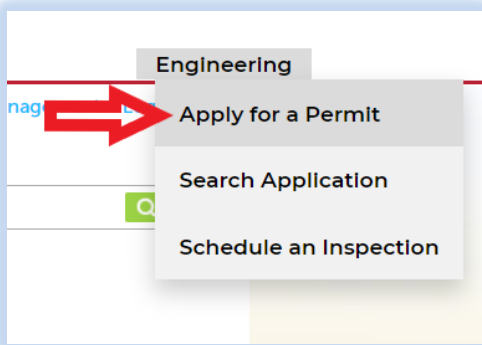 Engineering
Apply for a Permit
Search Application
Schedule an Inspection